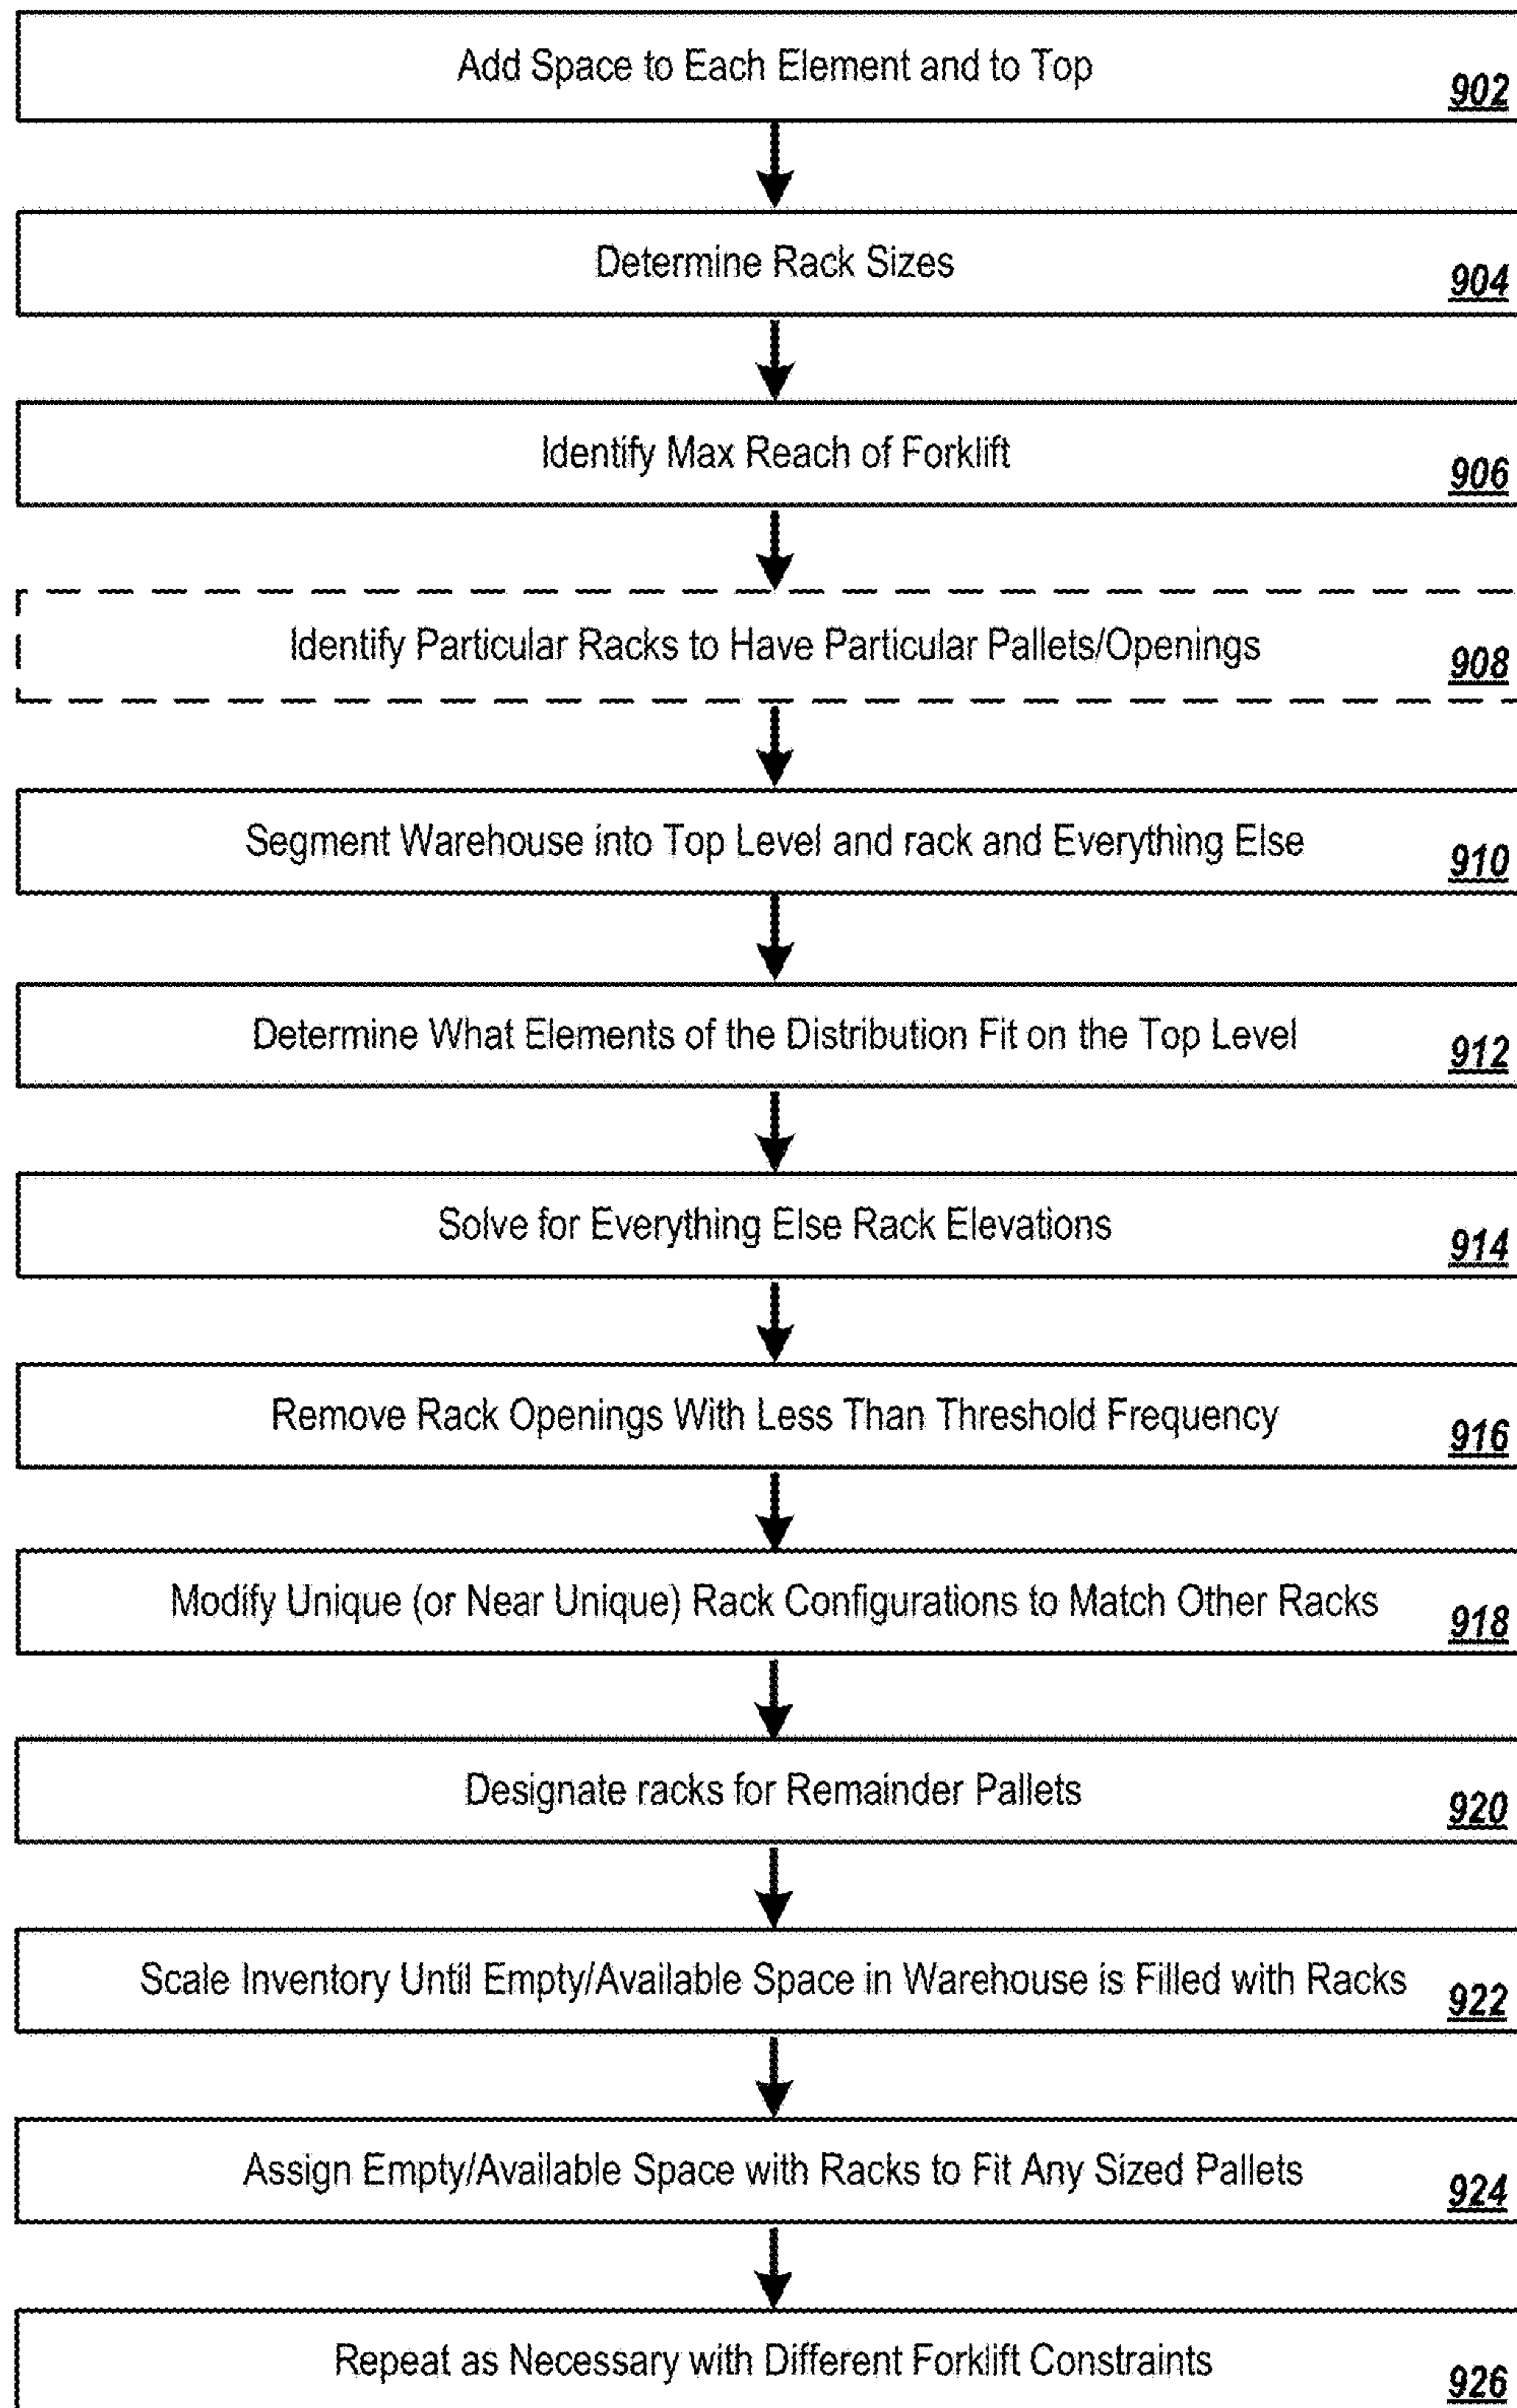 Add Space to Each Element and to Top
902
Determine Rack Sizes
904
Identify Max Reach of Forklift
906
Identify Particular Racks to Have Particular Pallets/Openings
908
Segment Warehouse into Top Level and rack and Everything Else
910
Determine What Elements of the Distribution Fit on the Top Level
912
Solve for Everything Else Rack Elevations
914
Remove Rack Openings With Less Than Threshold Frequency
916
Modify Unique (or Near Unique) Rack Configurations to Match Other Racks
918
Designate racks for Remainder Pallets
920
Scale Inventory Until Empty/Available Space in Warehouse is Filled with Racks
922
Assign Empty/Available Space with Racks to Fit Any Sized Pallets
924
Repeat as Necessary with Different Forklift Constraints
926